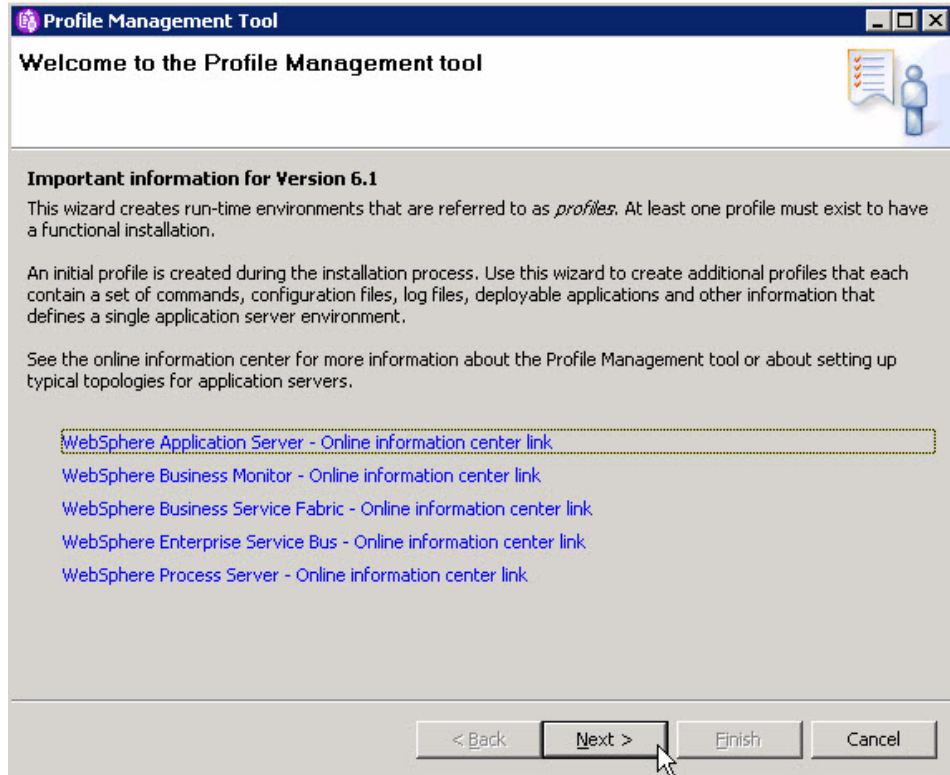 Profile Management Tool
Welcome to the Profile Management tool
Important information for Version 6.1
This wizard creates run-time environments that are referred to as profiles. At least one profile must exist to have
a functional installation.
An initial profile is created during the installation process. Use this wizard to create additional profiles that each
contain a set of commands, configuration files, log files, deployable applications and other information that
defines a single application server environment.
See the online information center for more information about the Profile Management tool or about setting up
typical topologies for application servers.
WebSphere Application Server - Online information center link
WebSphere Business Monitor - Online information center link
WebSphere Business Service Fabric - Online information center link
WebSphere Enterprise Service Bus - Online information center link
WebSphere Process Server - Online information center link
< Back Next > Finish Cancel